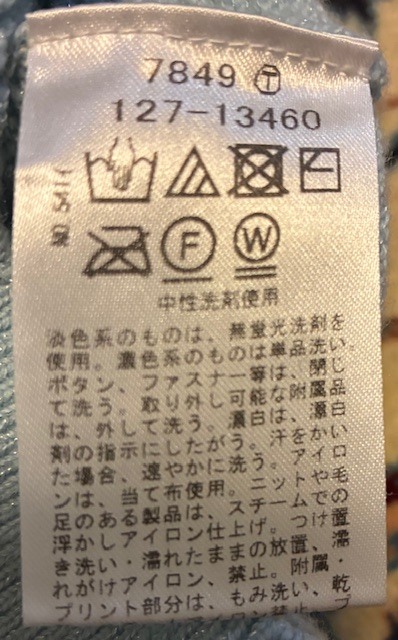 7849 Ⓣ
127-13460
F W
中性洗剤使用
淡色系のものは、無蛍光洗剤を
使用。濃色系のものは単品洗い。
ボタン、ファスナー等は、閉じ
て洗う。取り外し可能な附属品
は、外して洗う。漂白は、漂白
剤の指示にしたがう。汗をかい
た場合、速やかに洗う。アイロ
ンは、当て布使用。ニットや毛
足のある製品は、スチームでの
浮かしアイロン仕上げ。つけ置
き洗い・濡れたままの放置、濡
れがけアイロン、禁止。附属・
プリント部分は、もみ洗い、乾